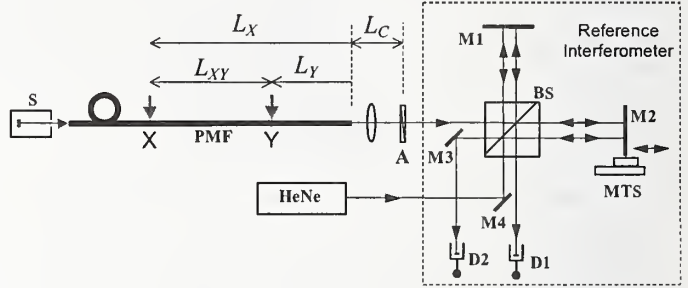 L_X
L_C
L_XY
L_Y
S
X
PMF
Y
A
HeNe
M1
Reference
Interferometer
BS
M2
M3
MTS
M4
D2
D1